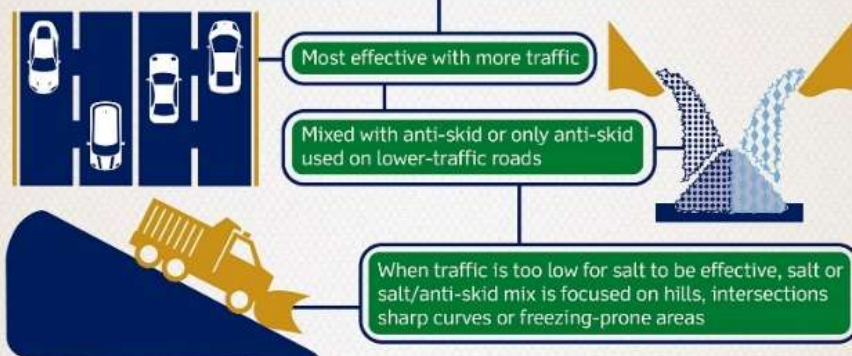 Most effective with more traffic
Mixed with anti-skid or only anti-skid
used on lower-traffic roads
When traffic is too low for salt to be effective, salt or
salt/anti-skid mix is focused on hills, intersections
sharp curves or freezing-prone areas